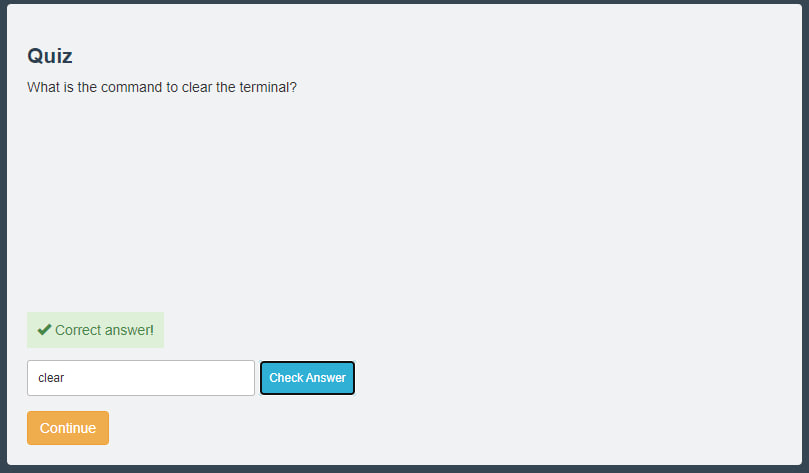 Quiz
What is the command to clear the terminal?
Correct answer!
clear
Check Answer
Continue